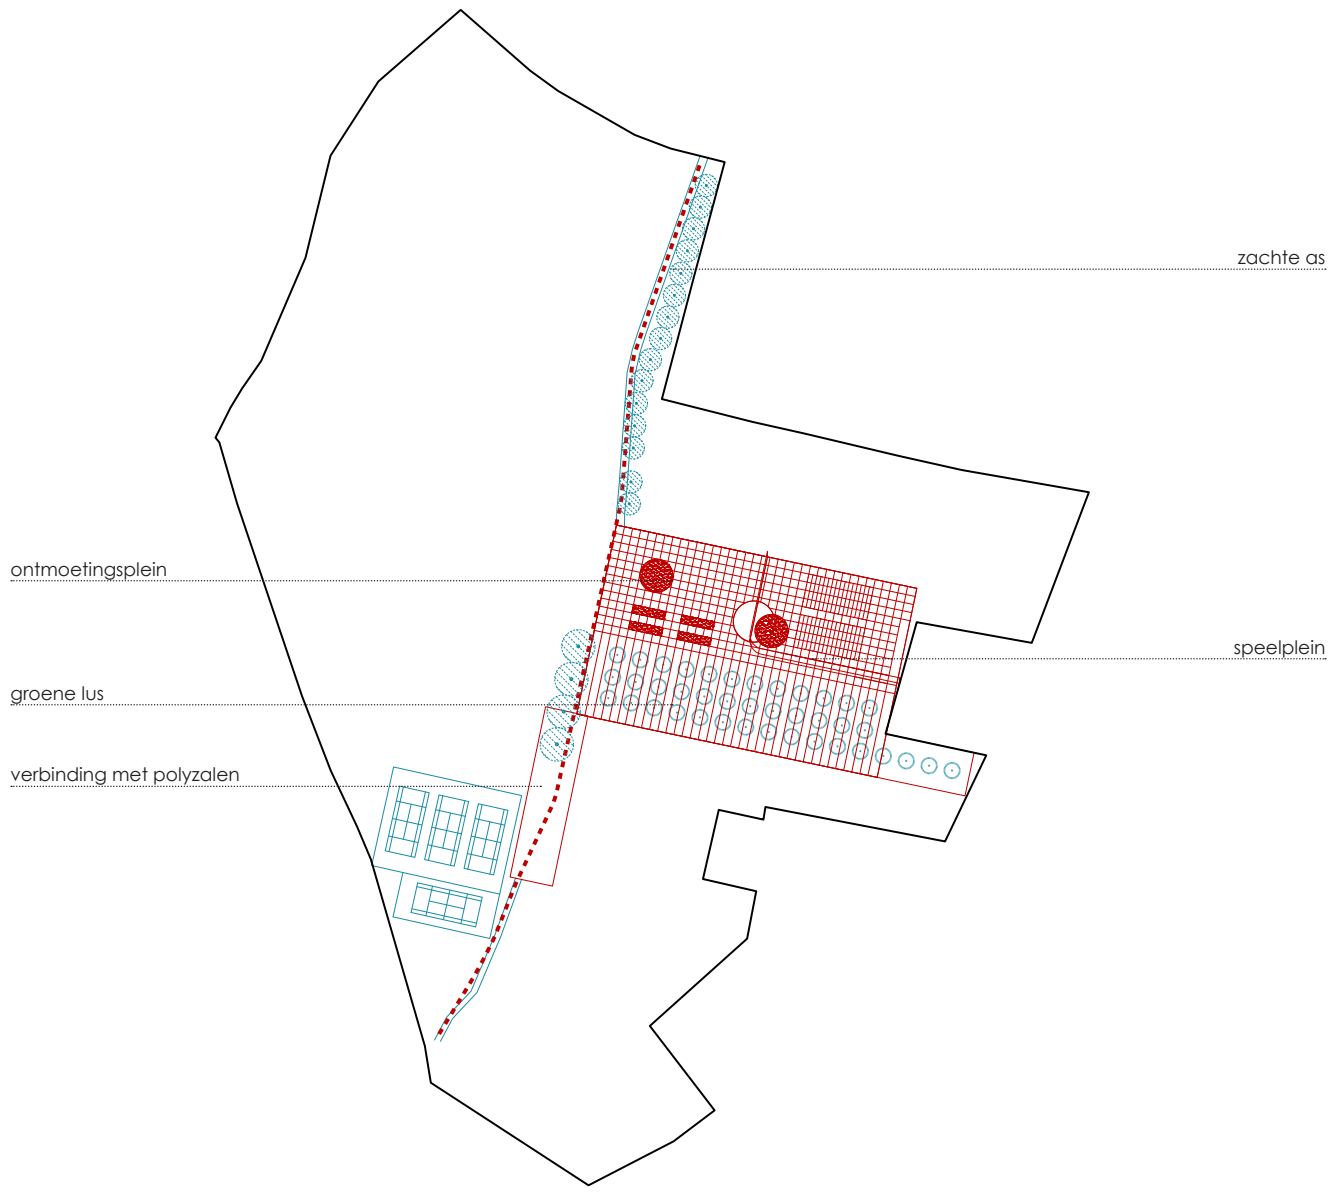 zachte as
ontmoetingsplein
speelplein
groene lus
verbinding met polyzalen